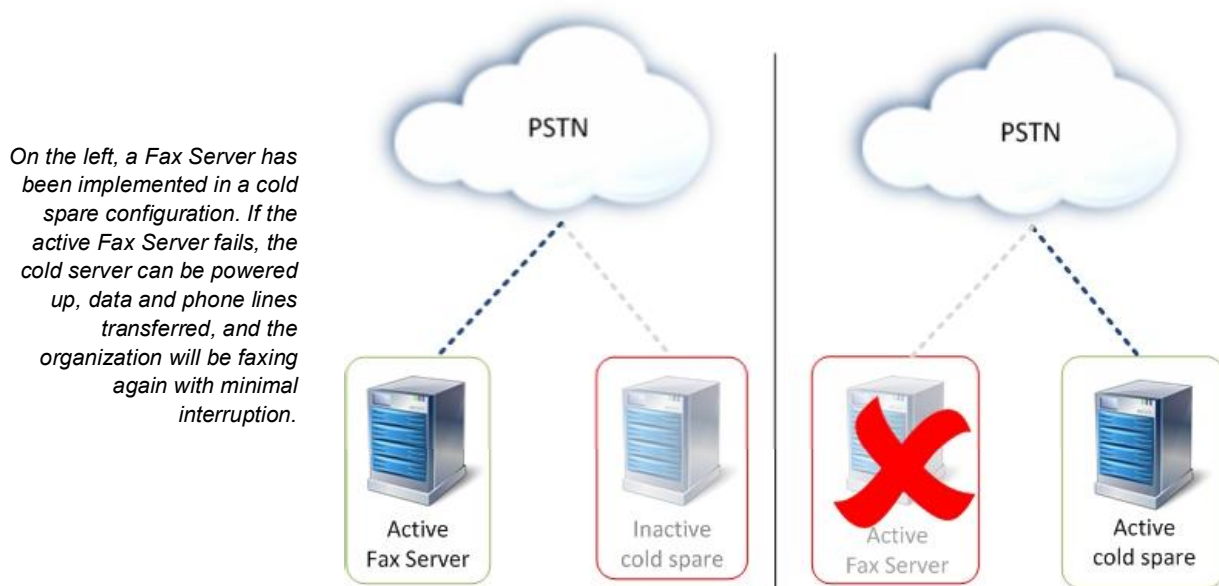 On the left, a Fax Server has
been implemented in a cold
spare configuration. If the
active Fax Server fails, the
cold server can be powered
up, data and phone lines
transferred, and the
organization will be faxing
again with minimal
interruption.
PSTN
Active
Fax Server
Inactive
cold spare
PSTN
Active
Fax Server
Active
cold spare